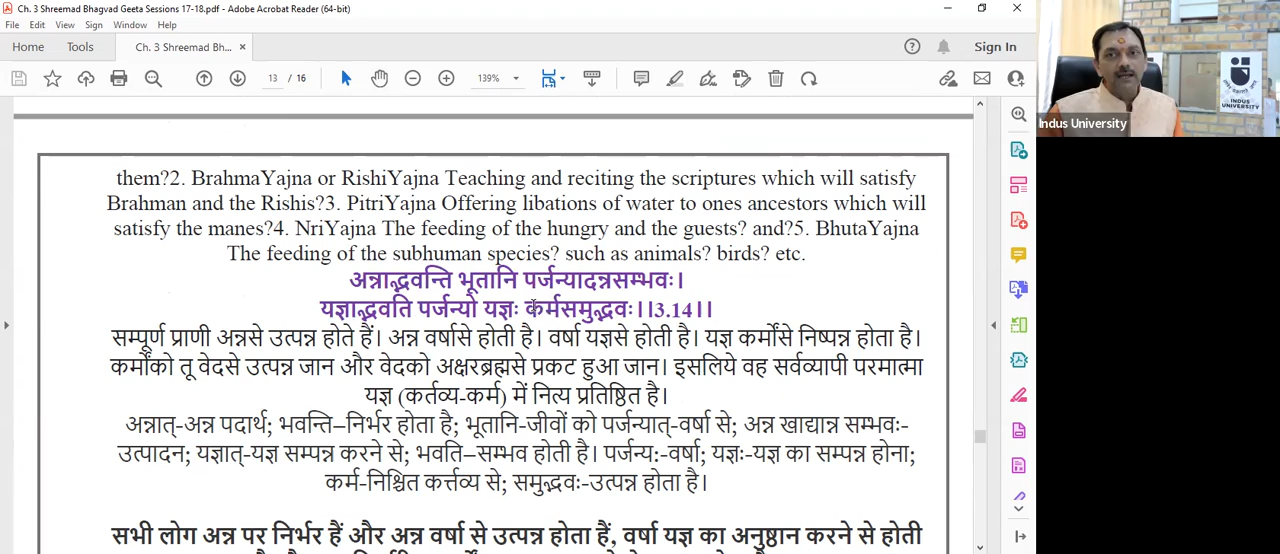 Ch. 3 Shreemad Bhagvad Geeta Sessions 17-18.pdf - Adobe Acrobat Reader (64-bit)
File Edit View Sign Window Help
Home Tools Ch. 3 Shreemad Bh... × Sign In
13 / 16 139%
Indus University
INDUS
UNIVERSITY
them?2. BrahmaYajna or RishiYajna Teaching and reciting the scriptures which will satisfy
Brahman and the Rishis?3. PitriYajna Offering libations of water to ones ancestors which will
satisfy the manes?4. NriYajna The feeding of the hungry and the guests? and?5. BhutaYajna
The feeding of the subhuman species? such as animals? birds? etc.
अन्नाद्भवन्ति भूतानि पर्जन्यादन्नसम्भवः।
यज्ञाद्भवति पर्जन्यो यज्ञः कर्मसमुद्भवः।।3.14।।
सम्पूर्ण प्राणी अन्नसे उत्पन्न होते हैं। अन्न वर्षासे होती है। वर्षा यज्ञसे होती है। यज्ञ कर्मोंसे निष्पन्न होता है।
कर्मोंको तू वेदसे उत्पन्न जान और वेदको अक्षरब्रह्मसे प्रकट हुआ जान। इसलिये वह सर्वव्यापी परमात्मा
यज्ञ (कर्तव्य-कर्म) में नित्य प्रतिष्ठित है।
अन्नात्-अन्न पदार्थ; भवन्ति–निर्भर होता है; भूतानि-जीवों को पर्जन्यात्-वर्षा से; अन्न खाद्यान्न सम्भवः-
उत्पादन; यज्ञात्-यज्ञ सम्पन्न करने से; भवति–सम्भव होती है। पर्जन्य:-वर्षा; यज्ञः-यज्ञ का सम्पन्न होना;
कर्म-निश्चित कर्त्तव्य से; समुद्भवः-उत्पन्न होता है।
सभी लोग अन्न पर निर्भर हैं और अन्न वर्षा से उत्पन्न होता हैं, वर्षा यज्ञ का अनुष्ठान करने से होती